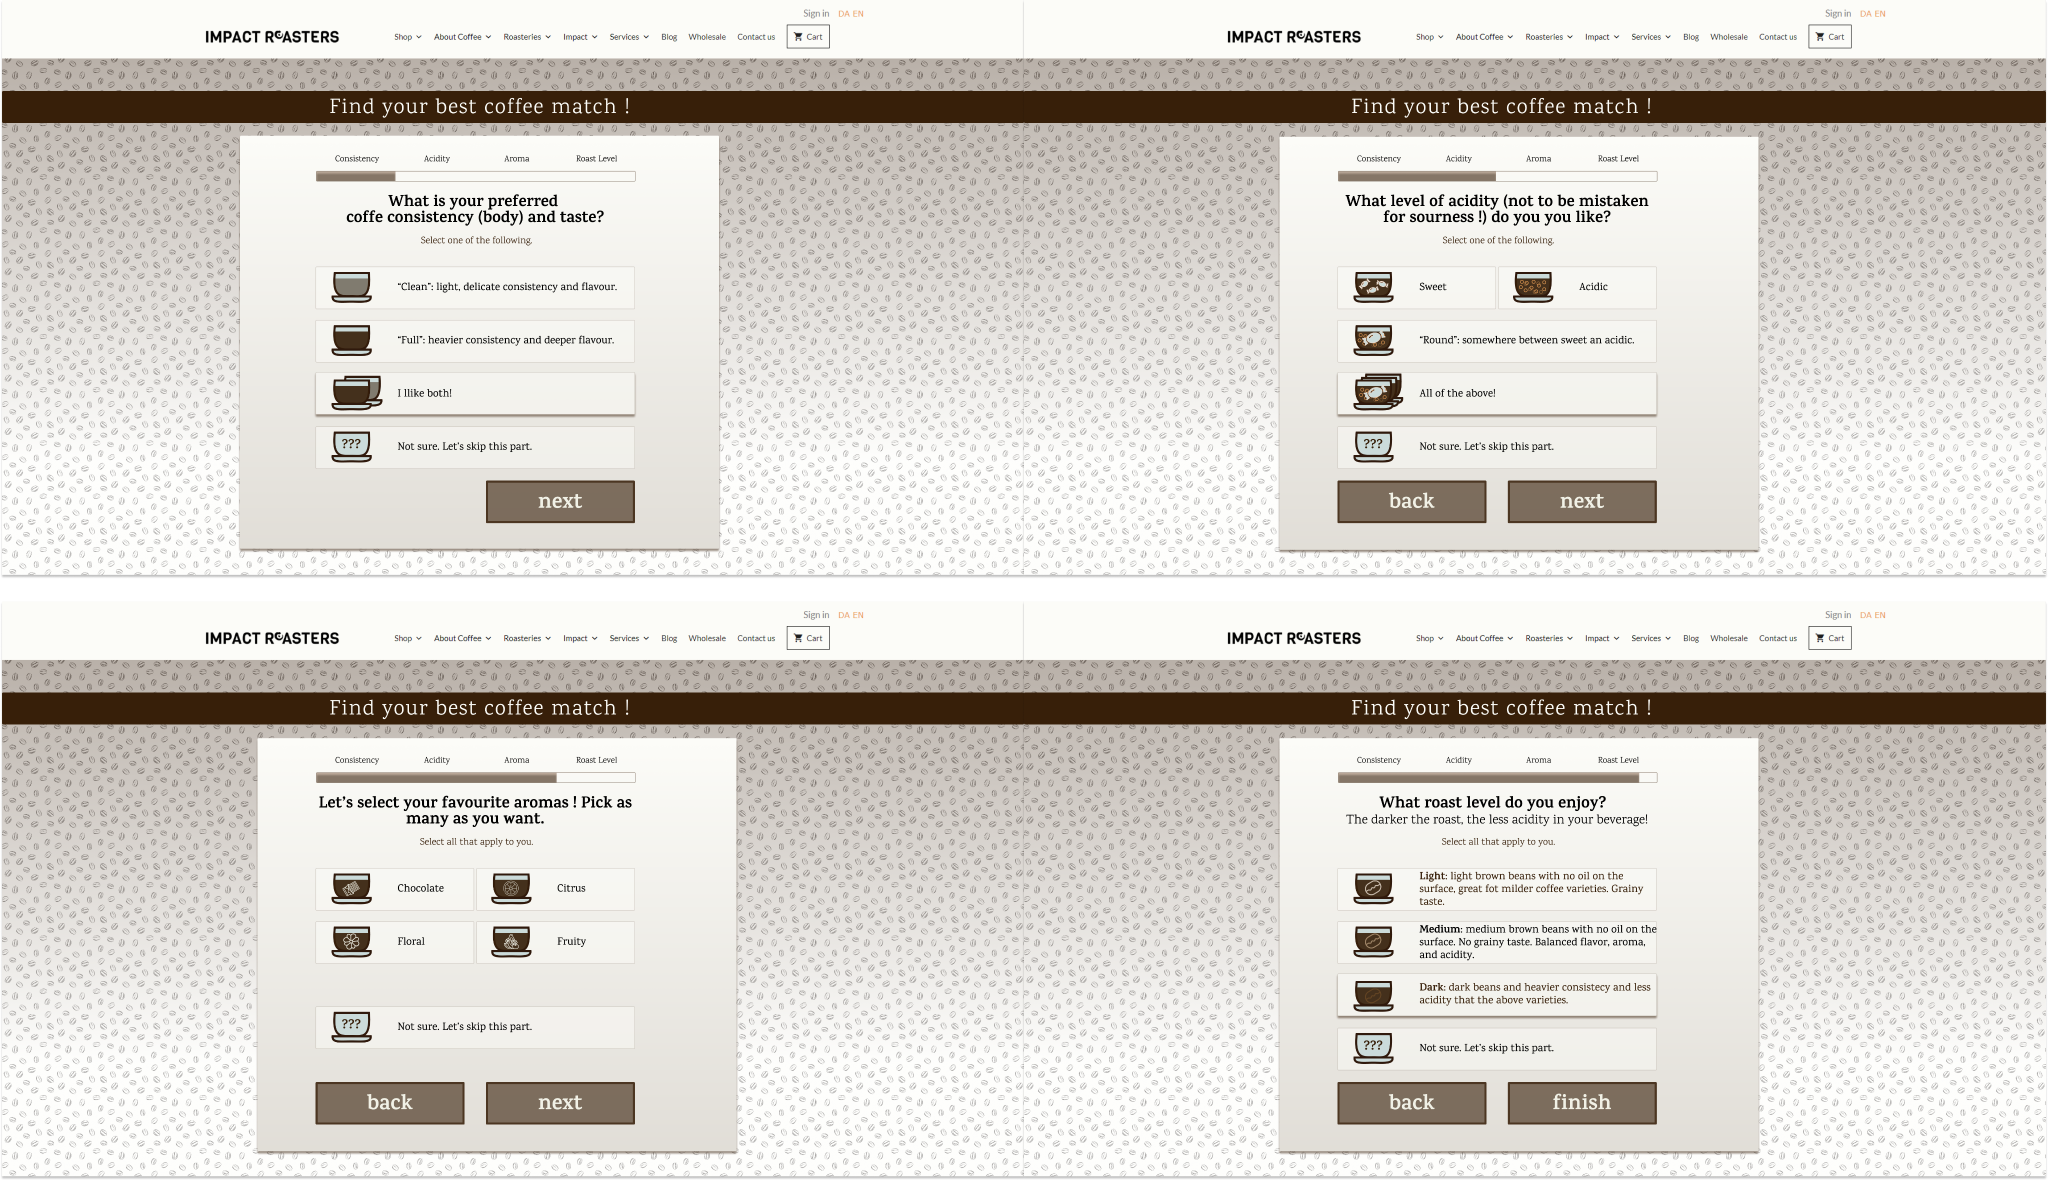 Sign in DA EN
IMPACT ROASTERS Shop About Coffee Roasteries Impact Services Blog Wholesale Contact us Cart
Find your best coffee match !
Consistency Acidity Aroma Roast Level
What is your preferred
coffe consistency (body) and taste?
Select one of the following.
“Clean”: light, delicate consistency and flavour.
“Full”: heavier consistency and deeper flavour.
I llike both!
??? Not sure. Let’s skip this part.
next
Sign in DA EN
IMPACT ROASTERS Shop About Coffee Roasteries Impact Services Blog Wholesale Contact us Cart
Find your best coffee match !
Consistency Acidity Aroma Roast Level
What level of acidity (not to be mistaken
for sourness !) do you you like?
Select one of the following.
Sweet Acidic
“Round”: somewhere between sweet an acidic.
All of the above!
??? Not sure. Let’s skip this part.
back next
Sign in DA EN
IMPACT ROASTERS Shop About Coffee Roasteries Impact Services Blog Wholesale Contact us Cart
Find your best coffee match !
Consistency Acidity Aroma Roast Level
Let’s select your favourite aromas ! Pick as
many as you want.
Select all that apply to you.
Chocolate Citrus
Floral Fruity
??? Not sure. Let’s skip this part.
back next
Sign in DA EN
IMPACT ROASTERS Shop About Coffee Roasteries Impact Services Blog Wholesale Contact us Cart
Find your best coffee match !
Consistency Acidity Aroma Roast Level
What roast level do you enjoy?
The darker the roast, the less acidity in your beverage!
Select all that apply to you.
Light: light brown beans with no oil on the
surface, great fot milder coffee varieties. Grainy
taste.
Medium: medium brown beans with no oil on the
surface. No grainy taste. Balanced flavor, aroma,
and acidity.
Dark: dark beans and heavier consistecy and less
acidity that the above varieties.
??? Not sure. Let’s skip this part.
back finish